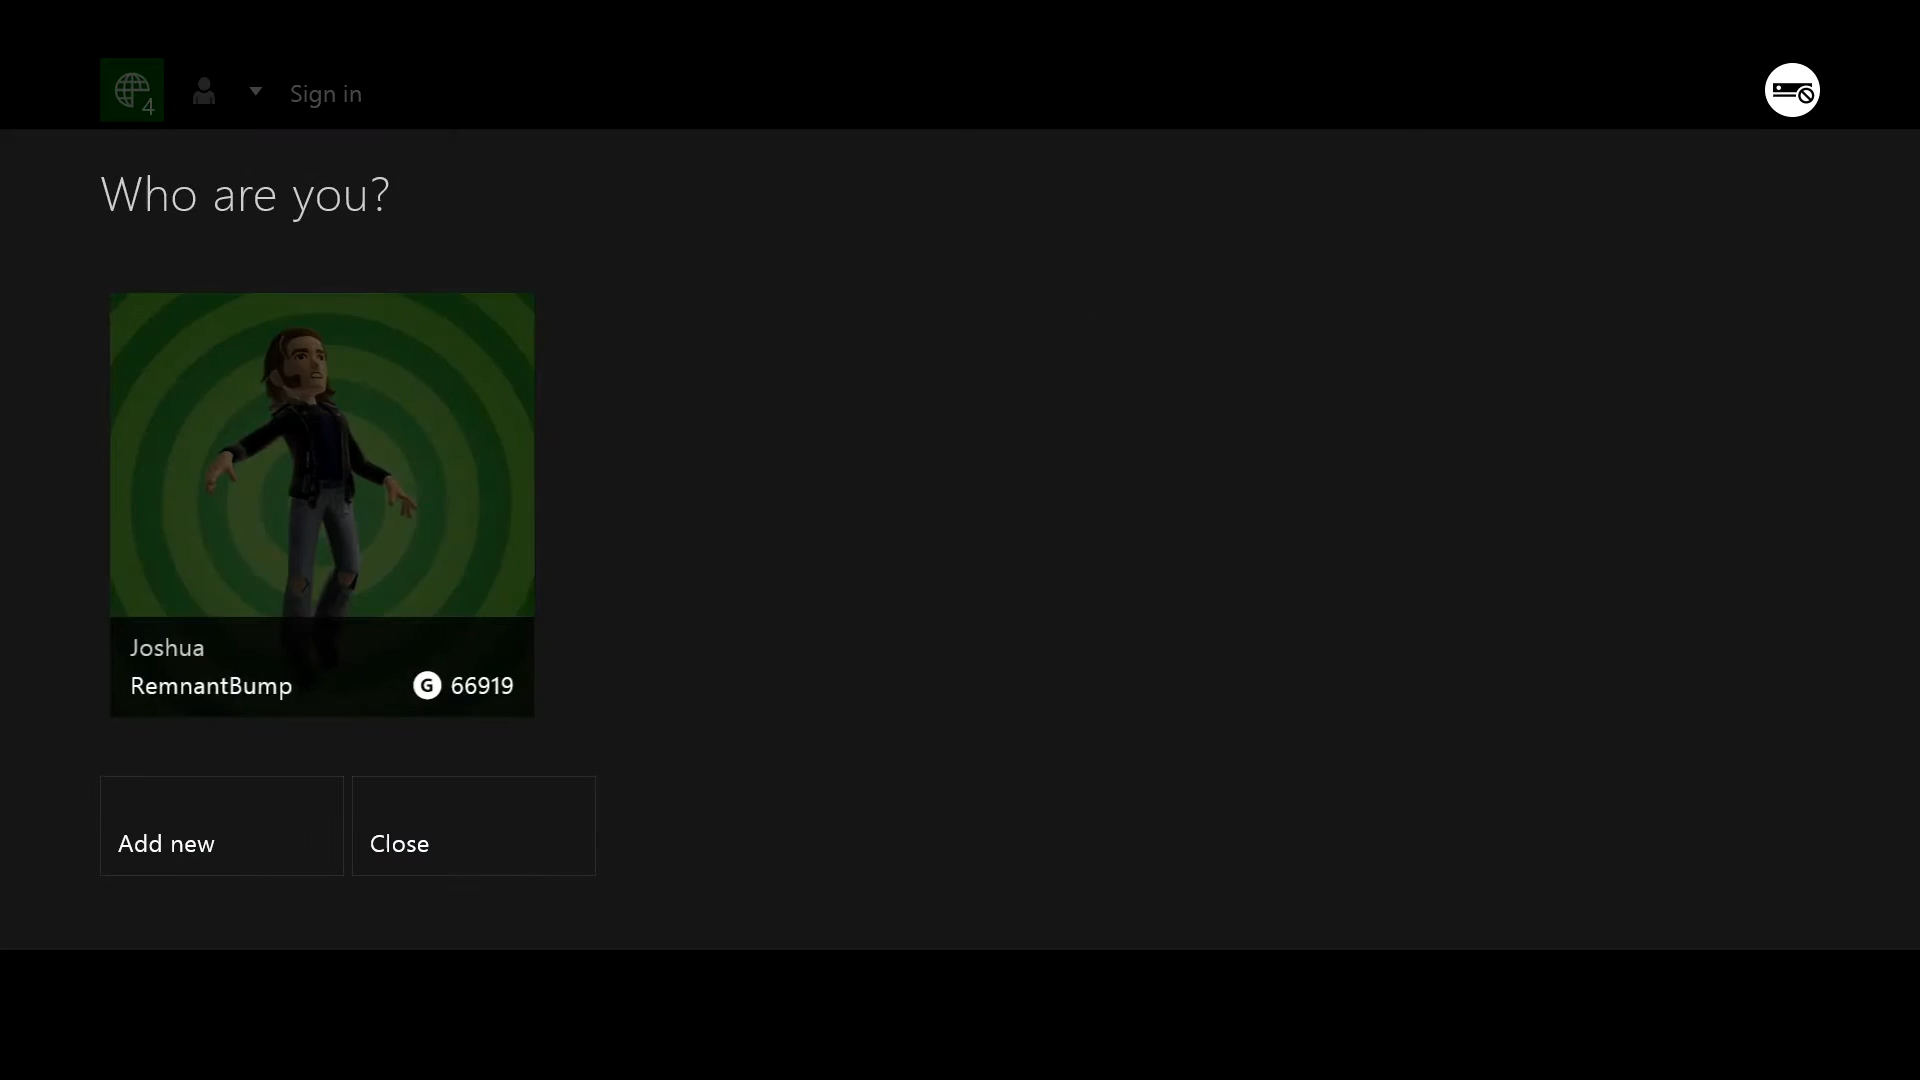 4
Sign in
Who are you?
Joshua
RemnantBump
G 66919
Add new
Close